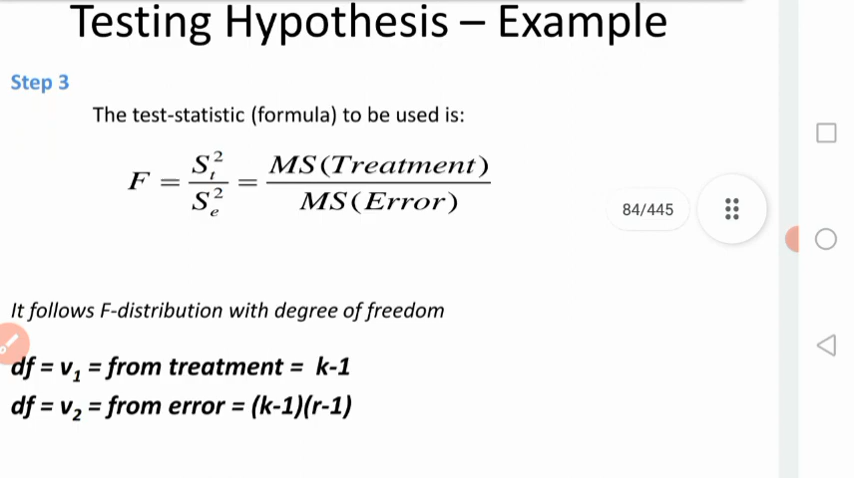 Testing Hypothesis – Example
Step 3
The test-statistic (formula) to be used is:
F = S_t^2 / S_e^2 = MS(Treatment) / MS(Error)
84/445
It follows F-distribution with degree of freedom
df = v₁ = from treatment = k-1
df = v₂ = from error = (k-1)(r-1)